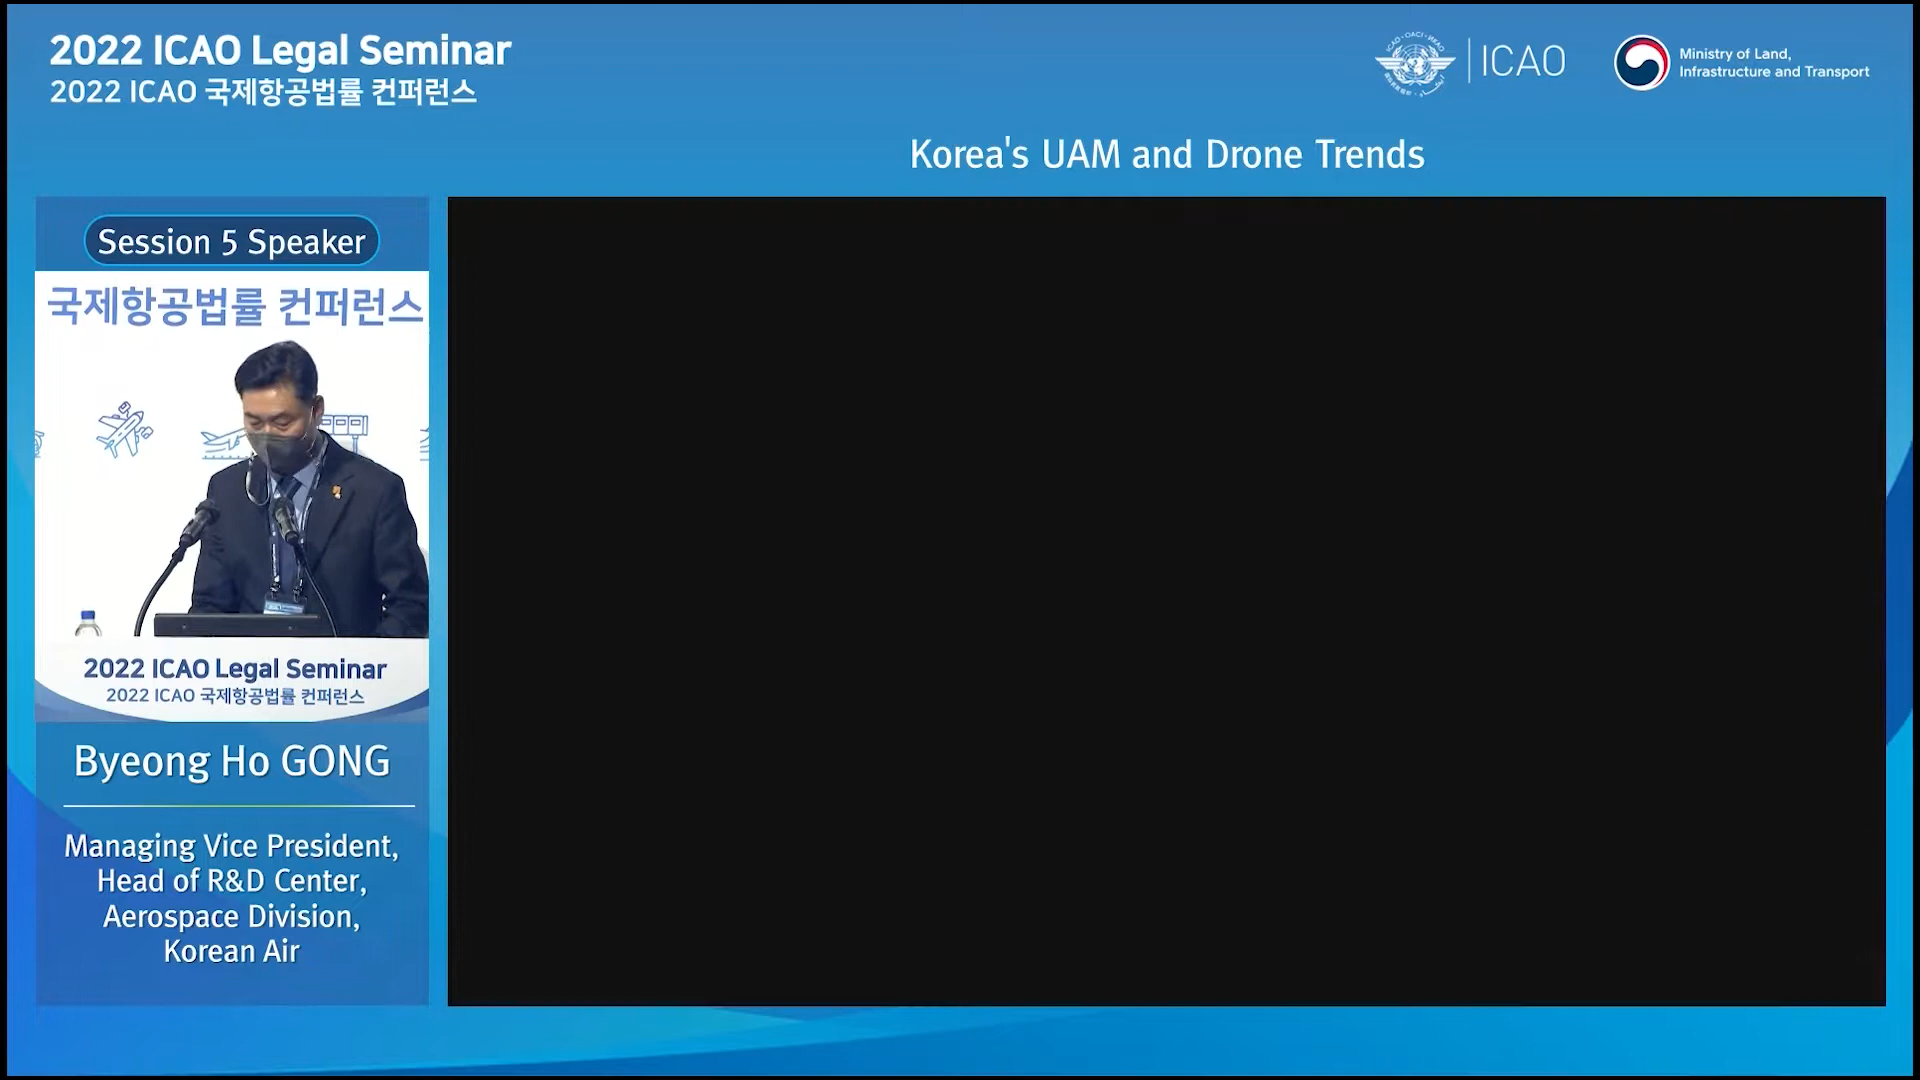 2022 ICAO Legal Seminar
2022 ICAO 국제항공법률 컨퍼런스
ICAO
Ministry of Land,
Infrastructure and Transport
Korea's UAM and Drone Trends
Session 5 Speaker
국제항공법률 컨퍼런스
2022 ICAO Legal Seminar
2022 ICAO 국제항공법률 컨퍼런스
Byeong Ho GONG
Managing Vice President,
Head of R&D Center,
Aerospace Division,
Korean Air